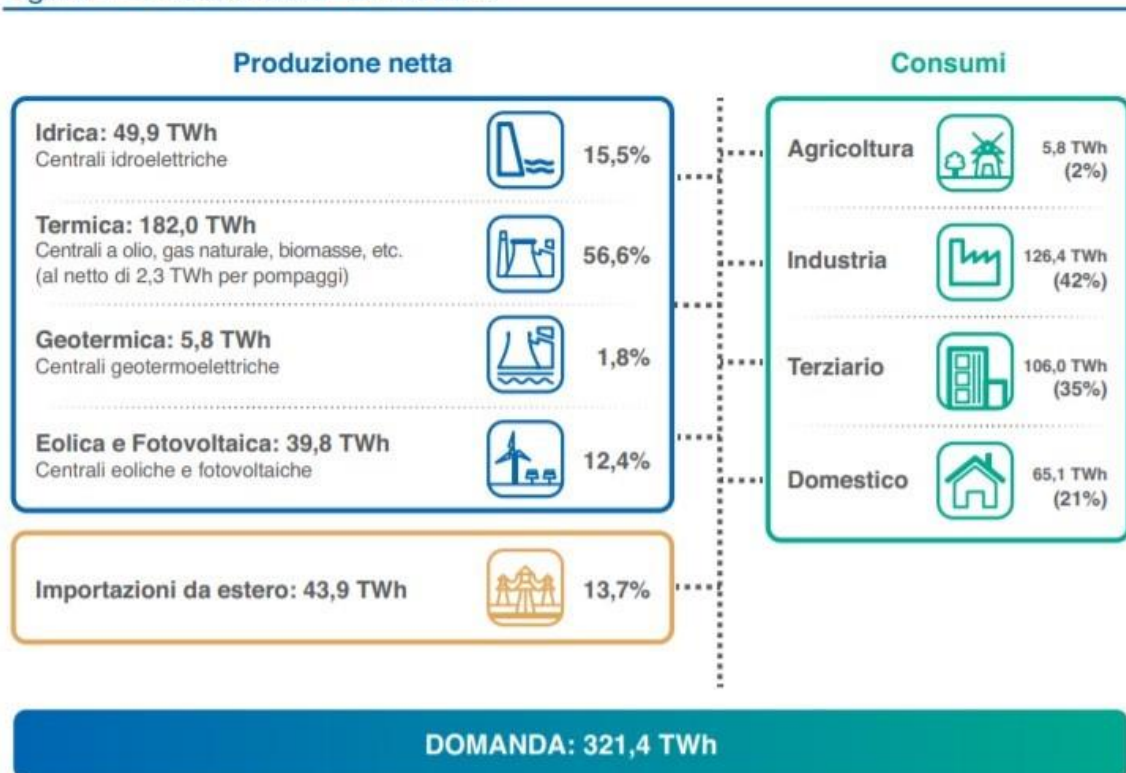 Produzione netta
Idrica: 49,9 TWh
Centrali idroelettriche
15,5%
Termica: 182,0 TWh
Centrali a olio, gas naturale, biomasse, etc.
(al netto di 2,3 TWh per pompaggi)
56,6%
Geotermica: 5,8 TWh
Centrali geotermoelettriche
1,8%
Eolica e Fotovoltaica: 39,8 TWh
Centrali eoliche e fotovoltaiche
12,4%
Importazioni da estero: 43,9 TWh
13,7%
Consumi
Agricoltura
5,8 TWh
(2%)
Industria
126,4 TWh
(42%)
Terziario
106,0 TWh
(35%)
Domestico
65,1 TWh
(21%)
DOMANDA: 321,4 TWh